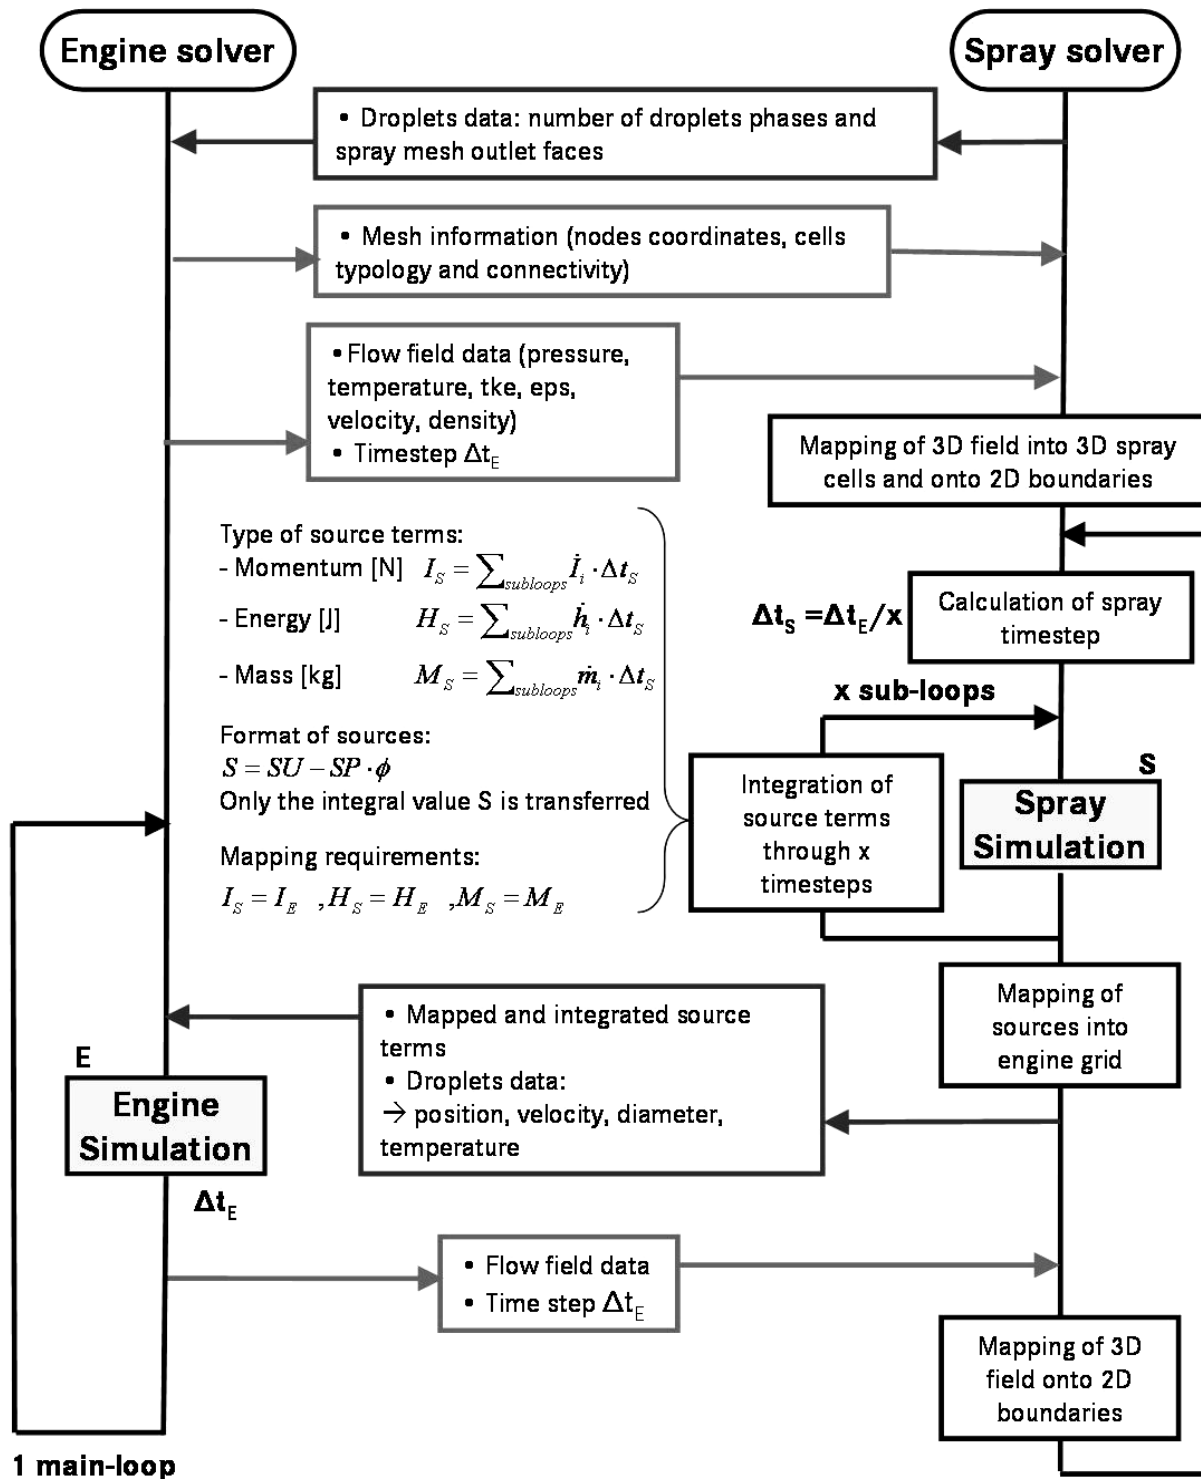 Engine solver
Spray solver
• Droplets data: number of droplets phases and
spray mesh outlet faces
• Mesh information (nodes coordinates, cells
typology and connectivity)
• Flow field data (pressure,
temperature, tke, eps,
velocity, density)
• Timestep Δt_E
Mapping of 3D field into 3D spray
cells and onto 2D boundaries
Type of source terms:
- Momentum [N] I_S = ∑_subloops İ_i · Δt_S
- Energy [J] H_S = ∑_subloops ḣ_i · Δt_S
- Mass [kg] M_S = ∑_subloops ṁ_i · Δt_S
Format of sources:
S = SU − SP · ϕ
Only the integral value S is transferred
Mapping requirements:
I_S = I_E , H_S = H_E , M_S = M_E
Δt_S =Δt_E/x
Calculation of spray
timestep
x sub-loops
Integration of
source terms
through x
timesteps
S
Spray
Simulation
Mapping of
sources into
engine grid
• Mapped and integrated source
terms
• Droplets data:
→ position, velocity, diameter,
temperature
E
Engine
Simulation
Δt_E
• Flow field data
• Time step Δt_E
Mapping of 3D
field onto 2D
boundaries
1 main-loop